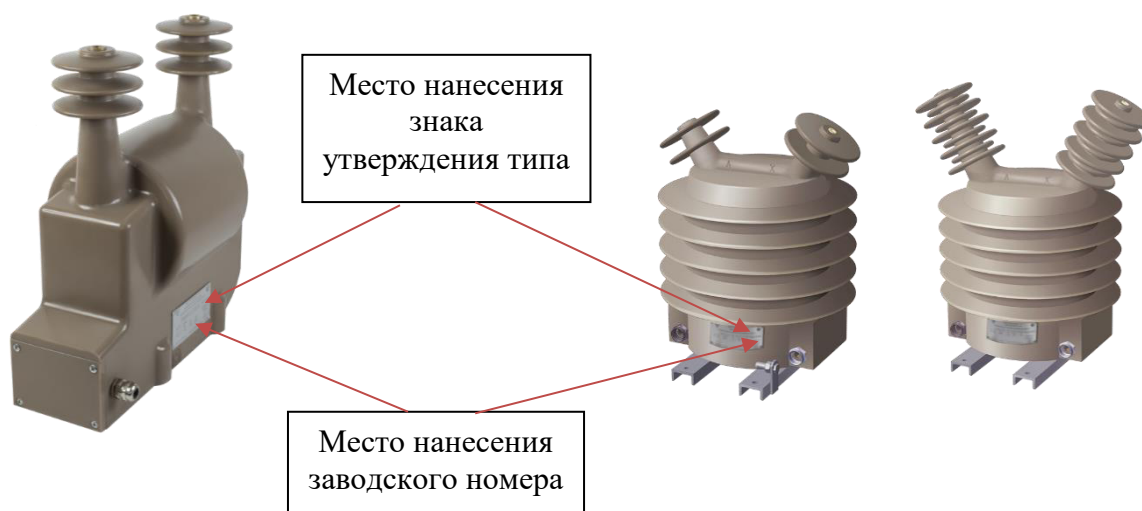 Место нанесения
знака
утверждения типа
Место нанесения
заводского номера